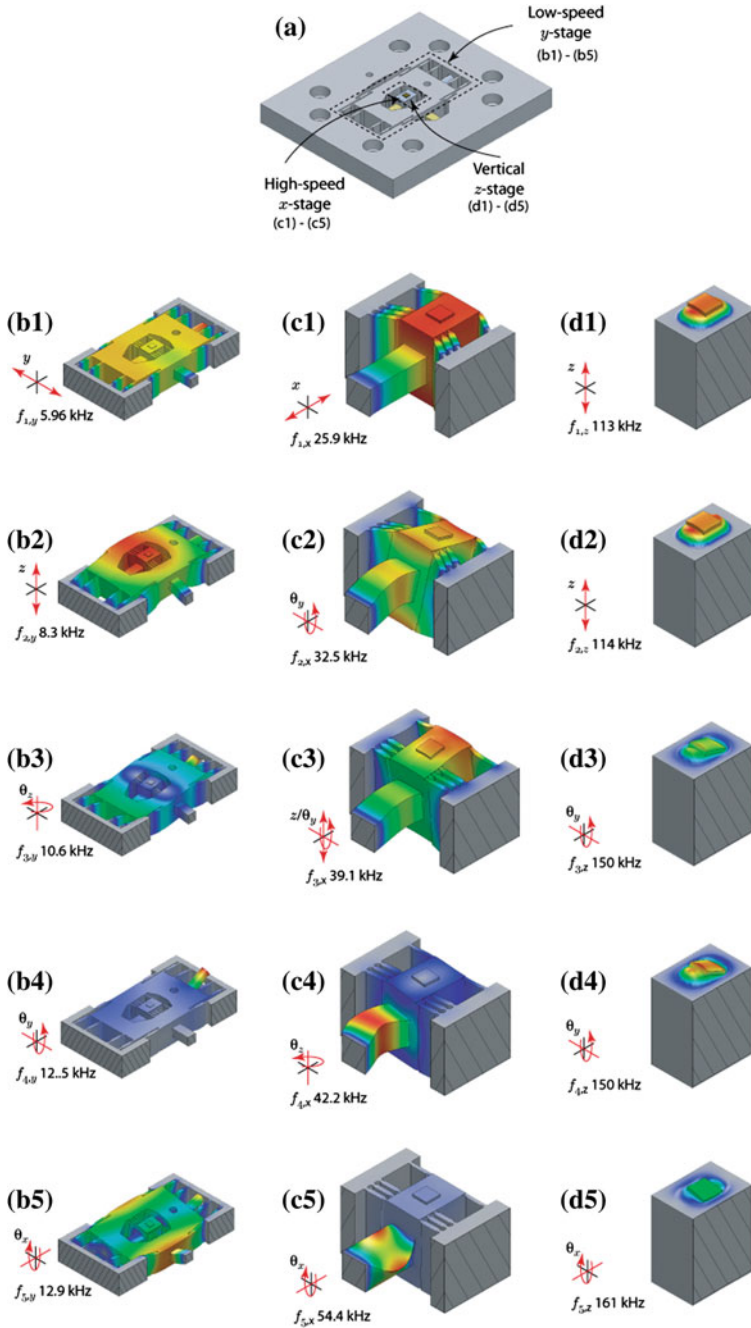 (a)
Low-speed
y-stage
(b1) - (b5)
High-speed
x-stage
(c1) - (c5)
Vertical
z-stage
(d1) - (d5)
(b1)
y
f1,y 5.96 kHz
(c1)
x
f1,x 25.9 kHz
(d1)
z
f1,z 113 kHz
(b2)
z
f2,y 8.3 kHz
(c2)
θy
f2,x 32.5 kHz
(d2)
z
f2,z 114 kHz
(b3)
θz
f3,y 10.6 kHz
(c3)
z/θy
f3,x 39.1 kHz
(d3)
θy
f3,z 150 kHz
(b4)
θy
f4,y 12..5 kHz
(c4)
θz
f4,x 42.2 kHz
(d4)
θy
f4,z 150 kHz
(b5)
θx
f5,y 12.9 kHz
(c5)
θx
f5,x 54.4 kHz
(d5)
θx
f5,z 161 kHz